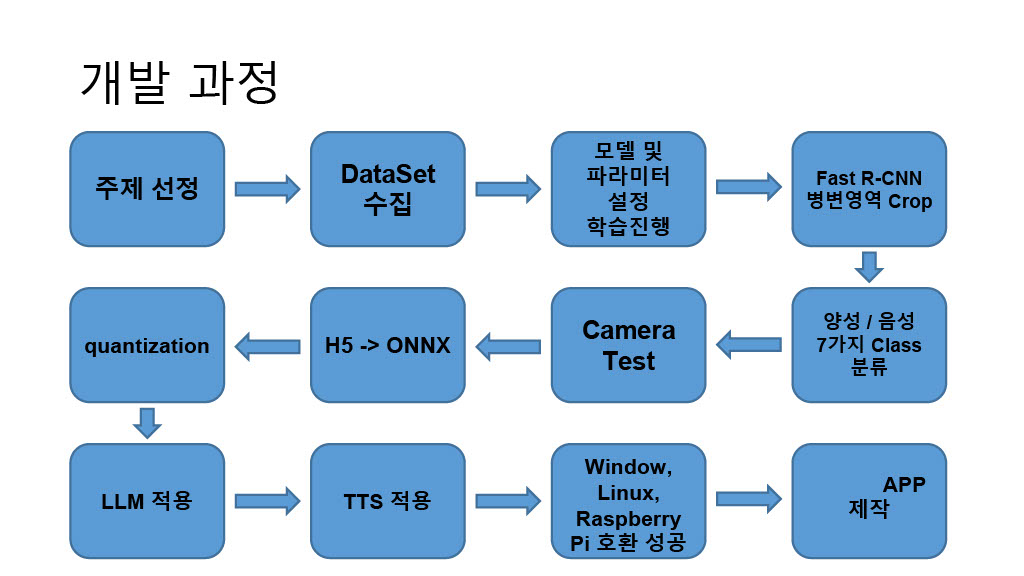 개발 과정
주제 선정
DataSet
수집
모델 및
파라미터
설정
학습진행
Fast R-CNN
병변영역 Crop
양성 / 음성
7가지 Class
분류
Camera
Test
H5 -> ONNX
quantization
LLM 적용
TTS 적용
Window,
Linux,
Raspberry
Pi 호환 성공
APP
제작